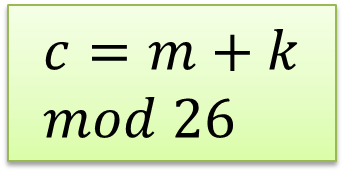 c = m + k
mod 26